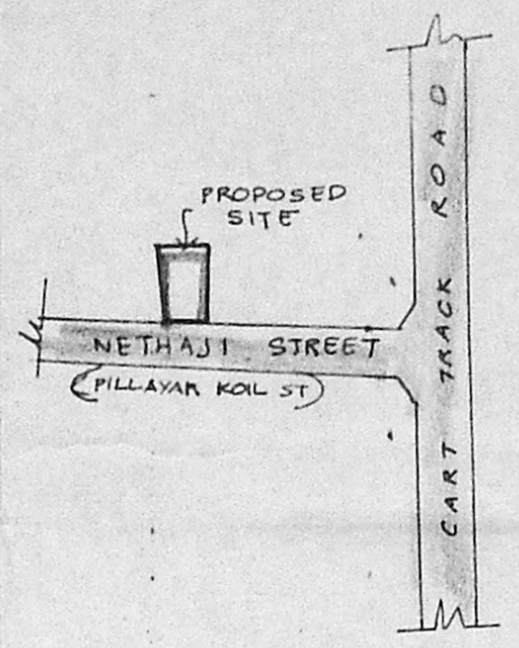 PROPOSED
SITE
NETHAJI STREET
(PILLAYAR KOIL ST)
CART TRACK ROAD